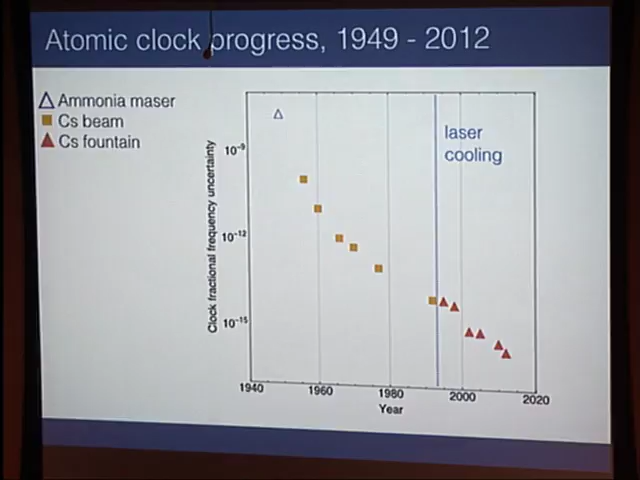 Atomic clock progress, 1949 - 2012
Ammonia maser
Cs beam
Cs fountain
laser
cooling
Clock fractional frequency uncertainty
10⁻⁹
10⁻¹²
10⁻¹⁵
1940 1960 1980 2000 2020
Year